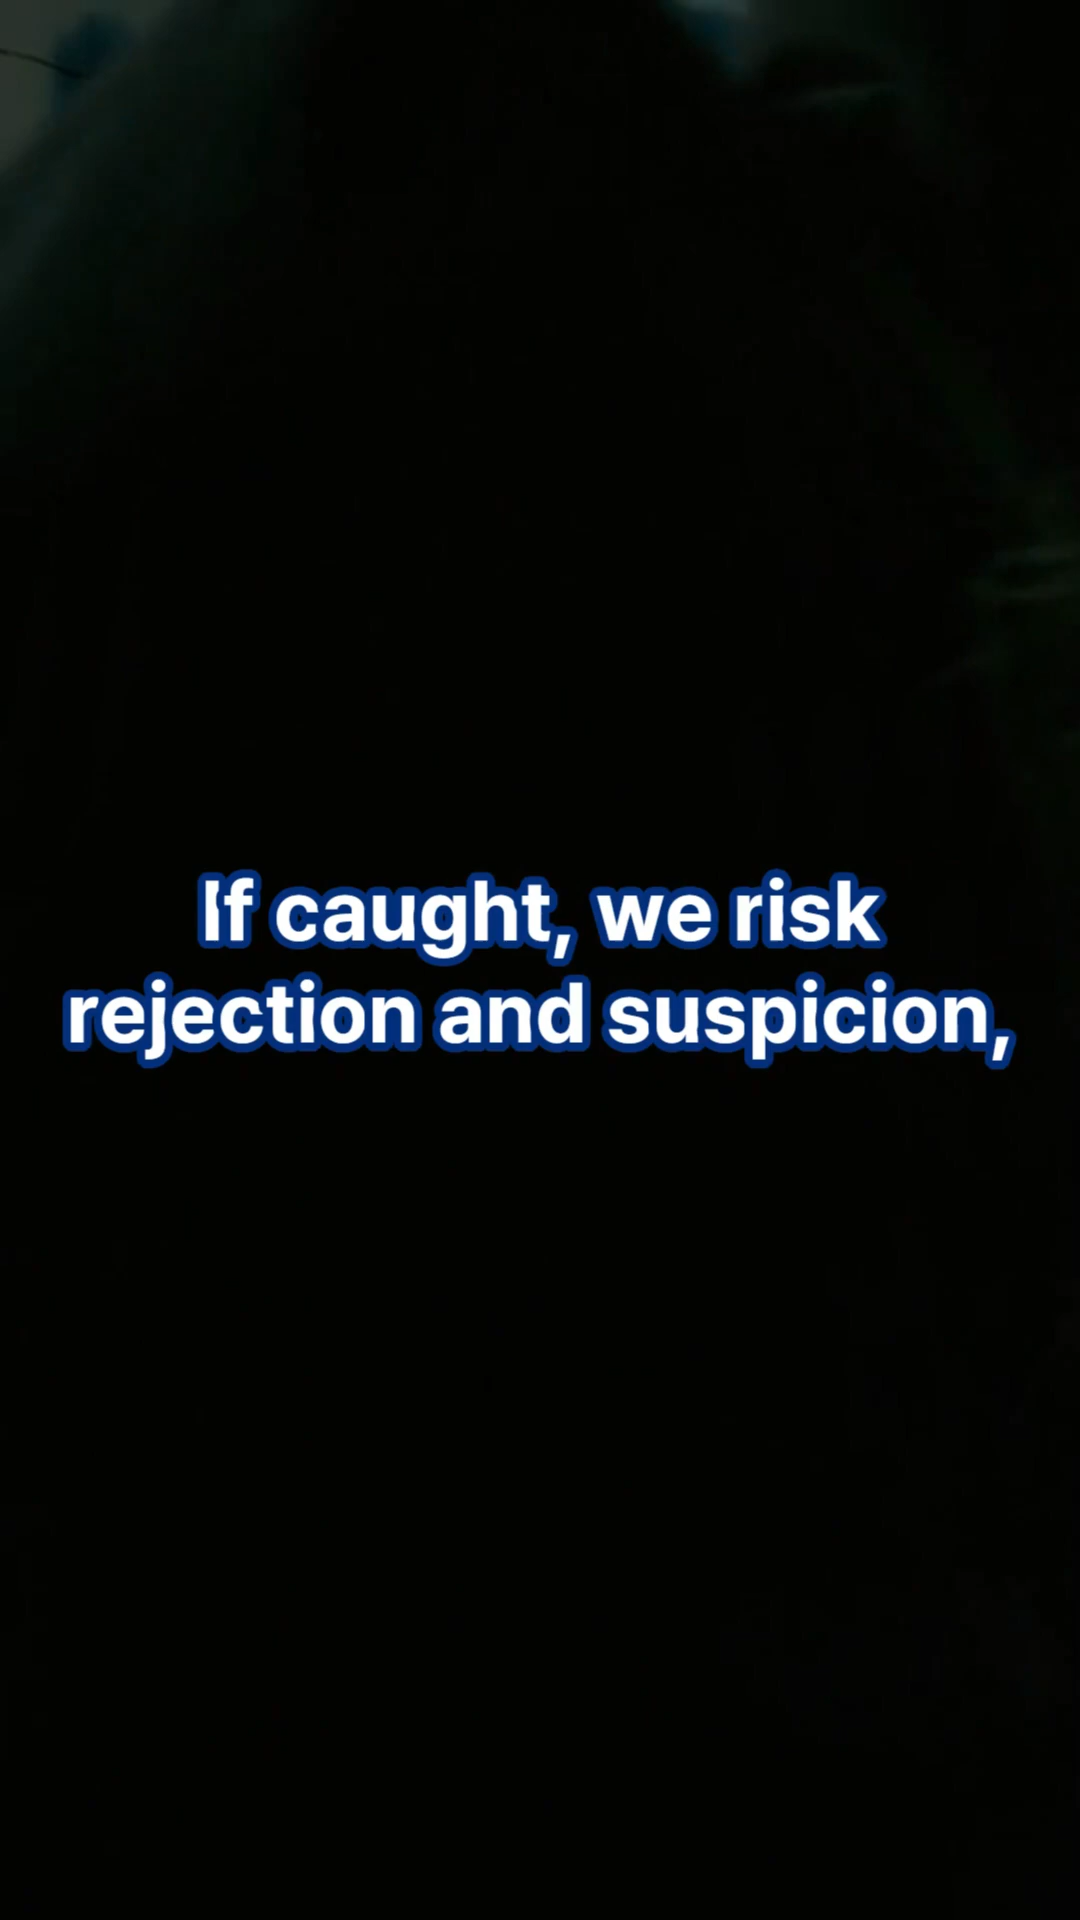 If caught, we risk
rejection and suspicion,